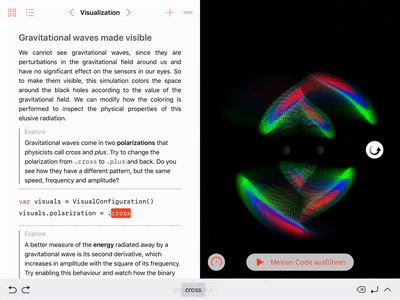 Visualization
Gravitational waves made visible
We cannot see gravitational waves, since they are
perturbations in the gravitational field around us and
have no significant effect on the sensors in our eyes. So
to make them visible, this simulation colors the space
around the black holes according to the value of the
gravitational field. We can modify how the coloring is
performed to inspect the physical properties of this
elusive radiation.
Explore
Gravitational waves come in two polarizations that
physicists call cross and plus. Try to change the
polarization from .cross to .plus and back. Do you
see how they have a different pattern, but the same
speed, frequency and amplitude?
var visuals = VisualConfiguration()
visuals.polarization = .cross
Explore
A better measure of the energy radiated away by a
gravitational wave is its second derivative, which
increases in amplitude with the square of its frequency.
Try enabling this behaviour and watch how the binary
Meinen Code ausführen
cross